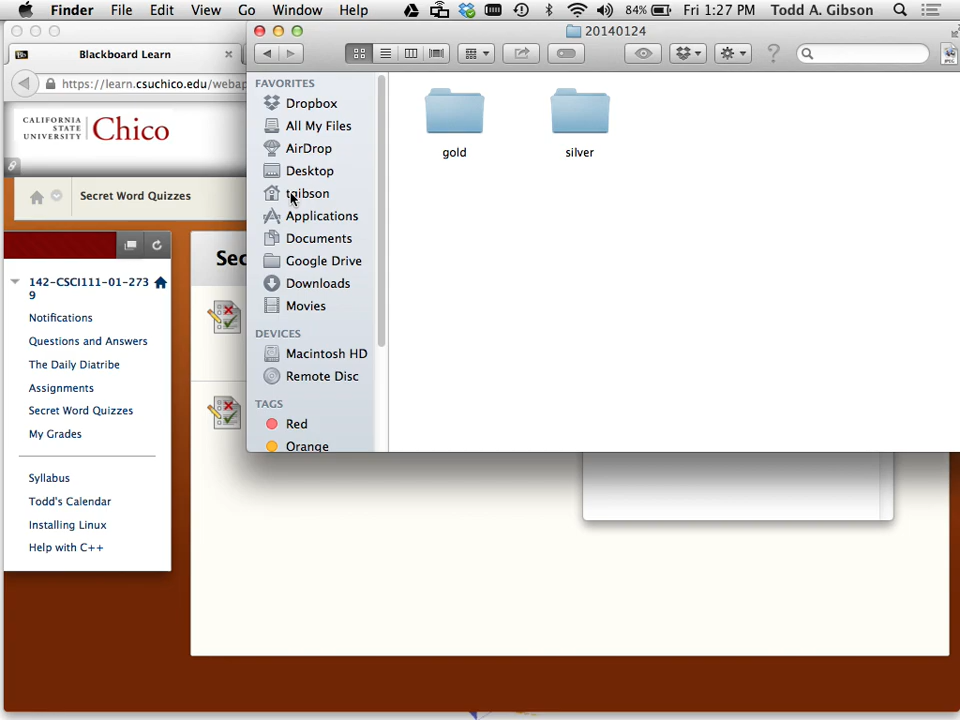 Finder File Edit View Go Window Help 84% Fri 1:27 PM Todd A. Gibson
20140124
Blackboard Learn
https://learn.csuchico.edu/webap
CALIFORNIA
STATE
UNIVERSITY
Chico
Secret Word Quizzes
Sec
142-CSCI111-01-273
9
Notifications
Questions and Answers
The Daily Diatribe
Assignments
Secret Word Quizzes
My Grades
Syllabus
Todd's Calendar
Installing Linux
Help with C++
FAVORITES
Dropbox
All My Files
AirDrop
Desktop
tgibson
Applications
Documents
Google Drive
Downloads
Movies
DEVICES
Macintosh HD
Remote Disc
TAGS
Red
Orange
gold
silver